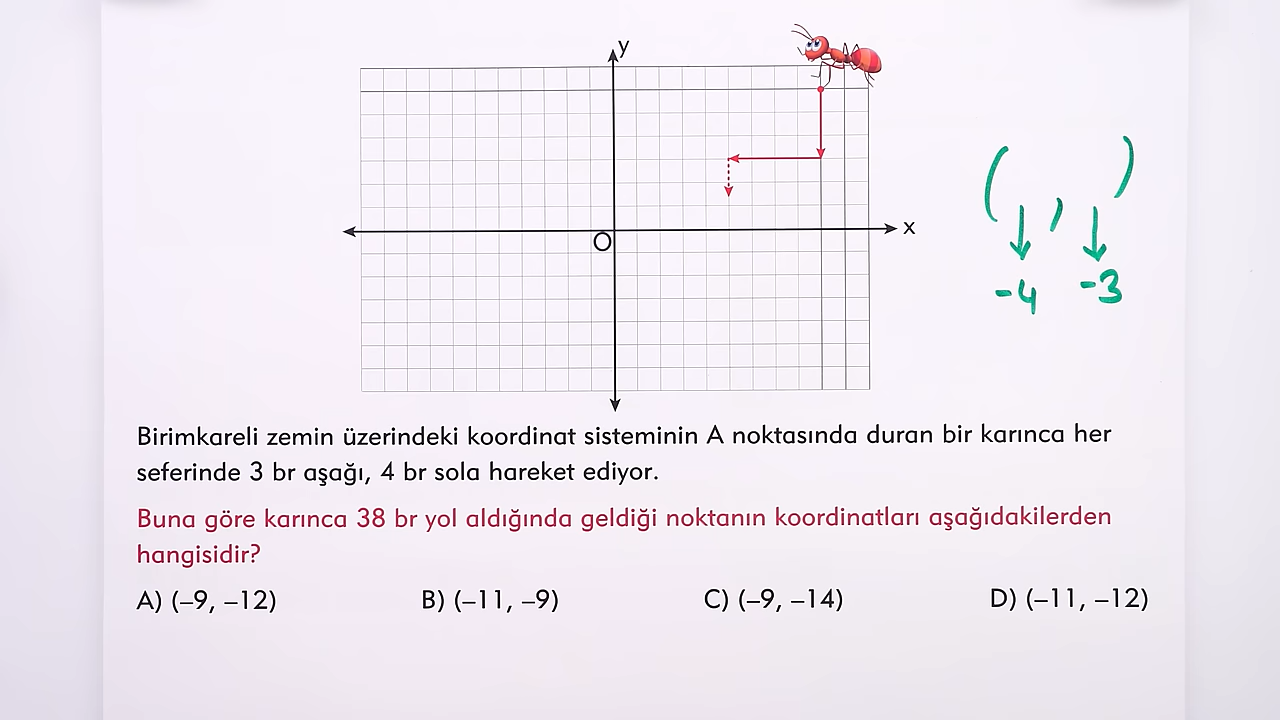 y
x
O
( , )
-4 -3
Birimkareli zemin üzerindeki koordinat sisteminin A noktasında duran bir karınca her
seferinde 3 br aşağı, 4 br sola hareket ediyor.
Buna göre karınca 38 br yol aldığında geldiği noktanın koordinatları aşağıdakilerden
hangisidir?
A) (–9, –12) B) (–11, –9) C) (–9, –14) D) (–11, –12)